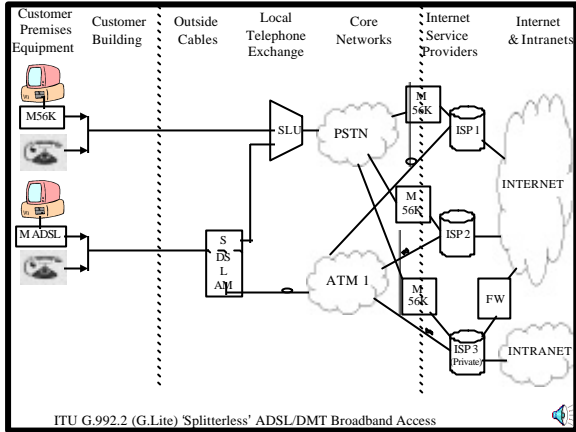 Customer Premises Equipment
Customer Building
Outside Cables
Local Telephone Exchange
Core Networks
Internet Service Providers
Internet & Intranets
M56K
M ADSL
S
DS
L
AM
SLU
PSTN
ATM 1
M
56K
M
56K
M
56K
ISP 1
ISP 2
ISP 3
(Private)
FW
INTERNET
INTRANET
ITU G.992.2 (G.Lite) 'Splitterless' ADSL/DMT Broadband Access